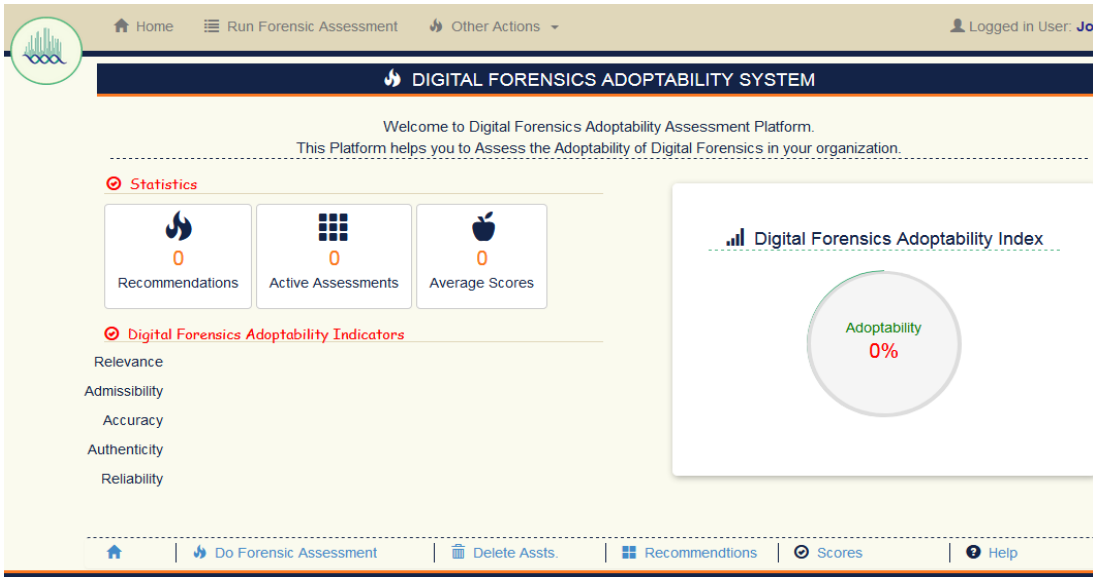 Home Run Forensic Assessment Other Actions Logged in User: Jo
DIGITAL FORENSICS ADOPTABILITY SYSTEM
Welcome to Digital Forensics Adoptability Assessment Platform.
This Platform helps you to Assess the Adoptability of Digital Forensics in your organization.
Statistics
0
Recommendations
0
Active Assessments
0
Average Scores
Digital Forensics Adoptability Indicators
Relevance
Admissibility
Accuracy
Authenticity
Reliability
Digital Forensics Adoptability Index
Adoptability
0%
Do Forensic Assessment Delete Assts. Recommendtions Scores Help